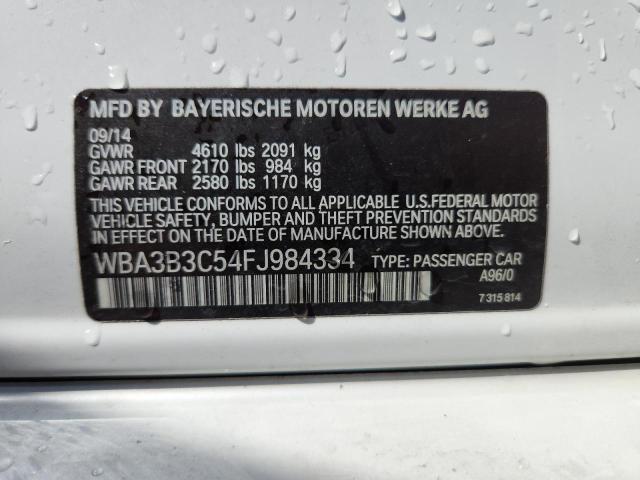 MFD BY BAYERISCHE MOTOREN WERKE AG
09/14
GVWR 4610 lbs 2091 kg
GAWR FRONT 2170 lbs 984 kg
GAWR REAR 2580 lbs 1170 kg
THIS VEHICLE CONFORMS TO ALL APPLICABLE U.S.FEDERAL MOTOR
VEHICLE SAFETY, BUMPER AND THEFT PREVENTION STANDARDS
IN EFFECT ON THE DATE OF MANUFACTURE SHOWN ABOVE.
WBA3B3C54FJ984334 TYPE: PASSENGER CAR
A96/0
7 315 814